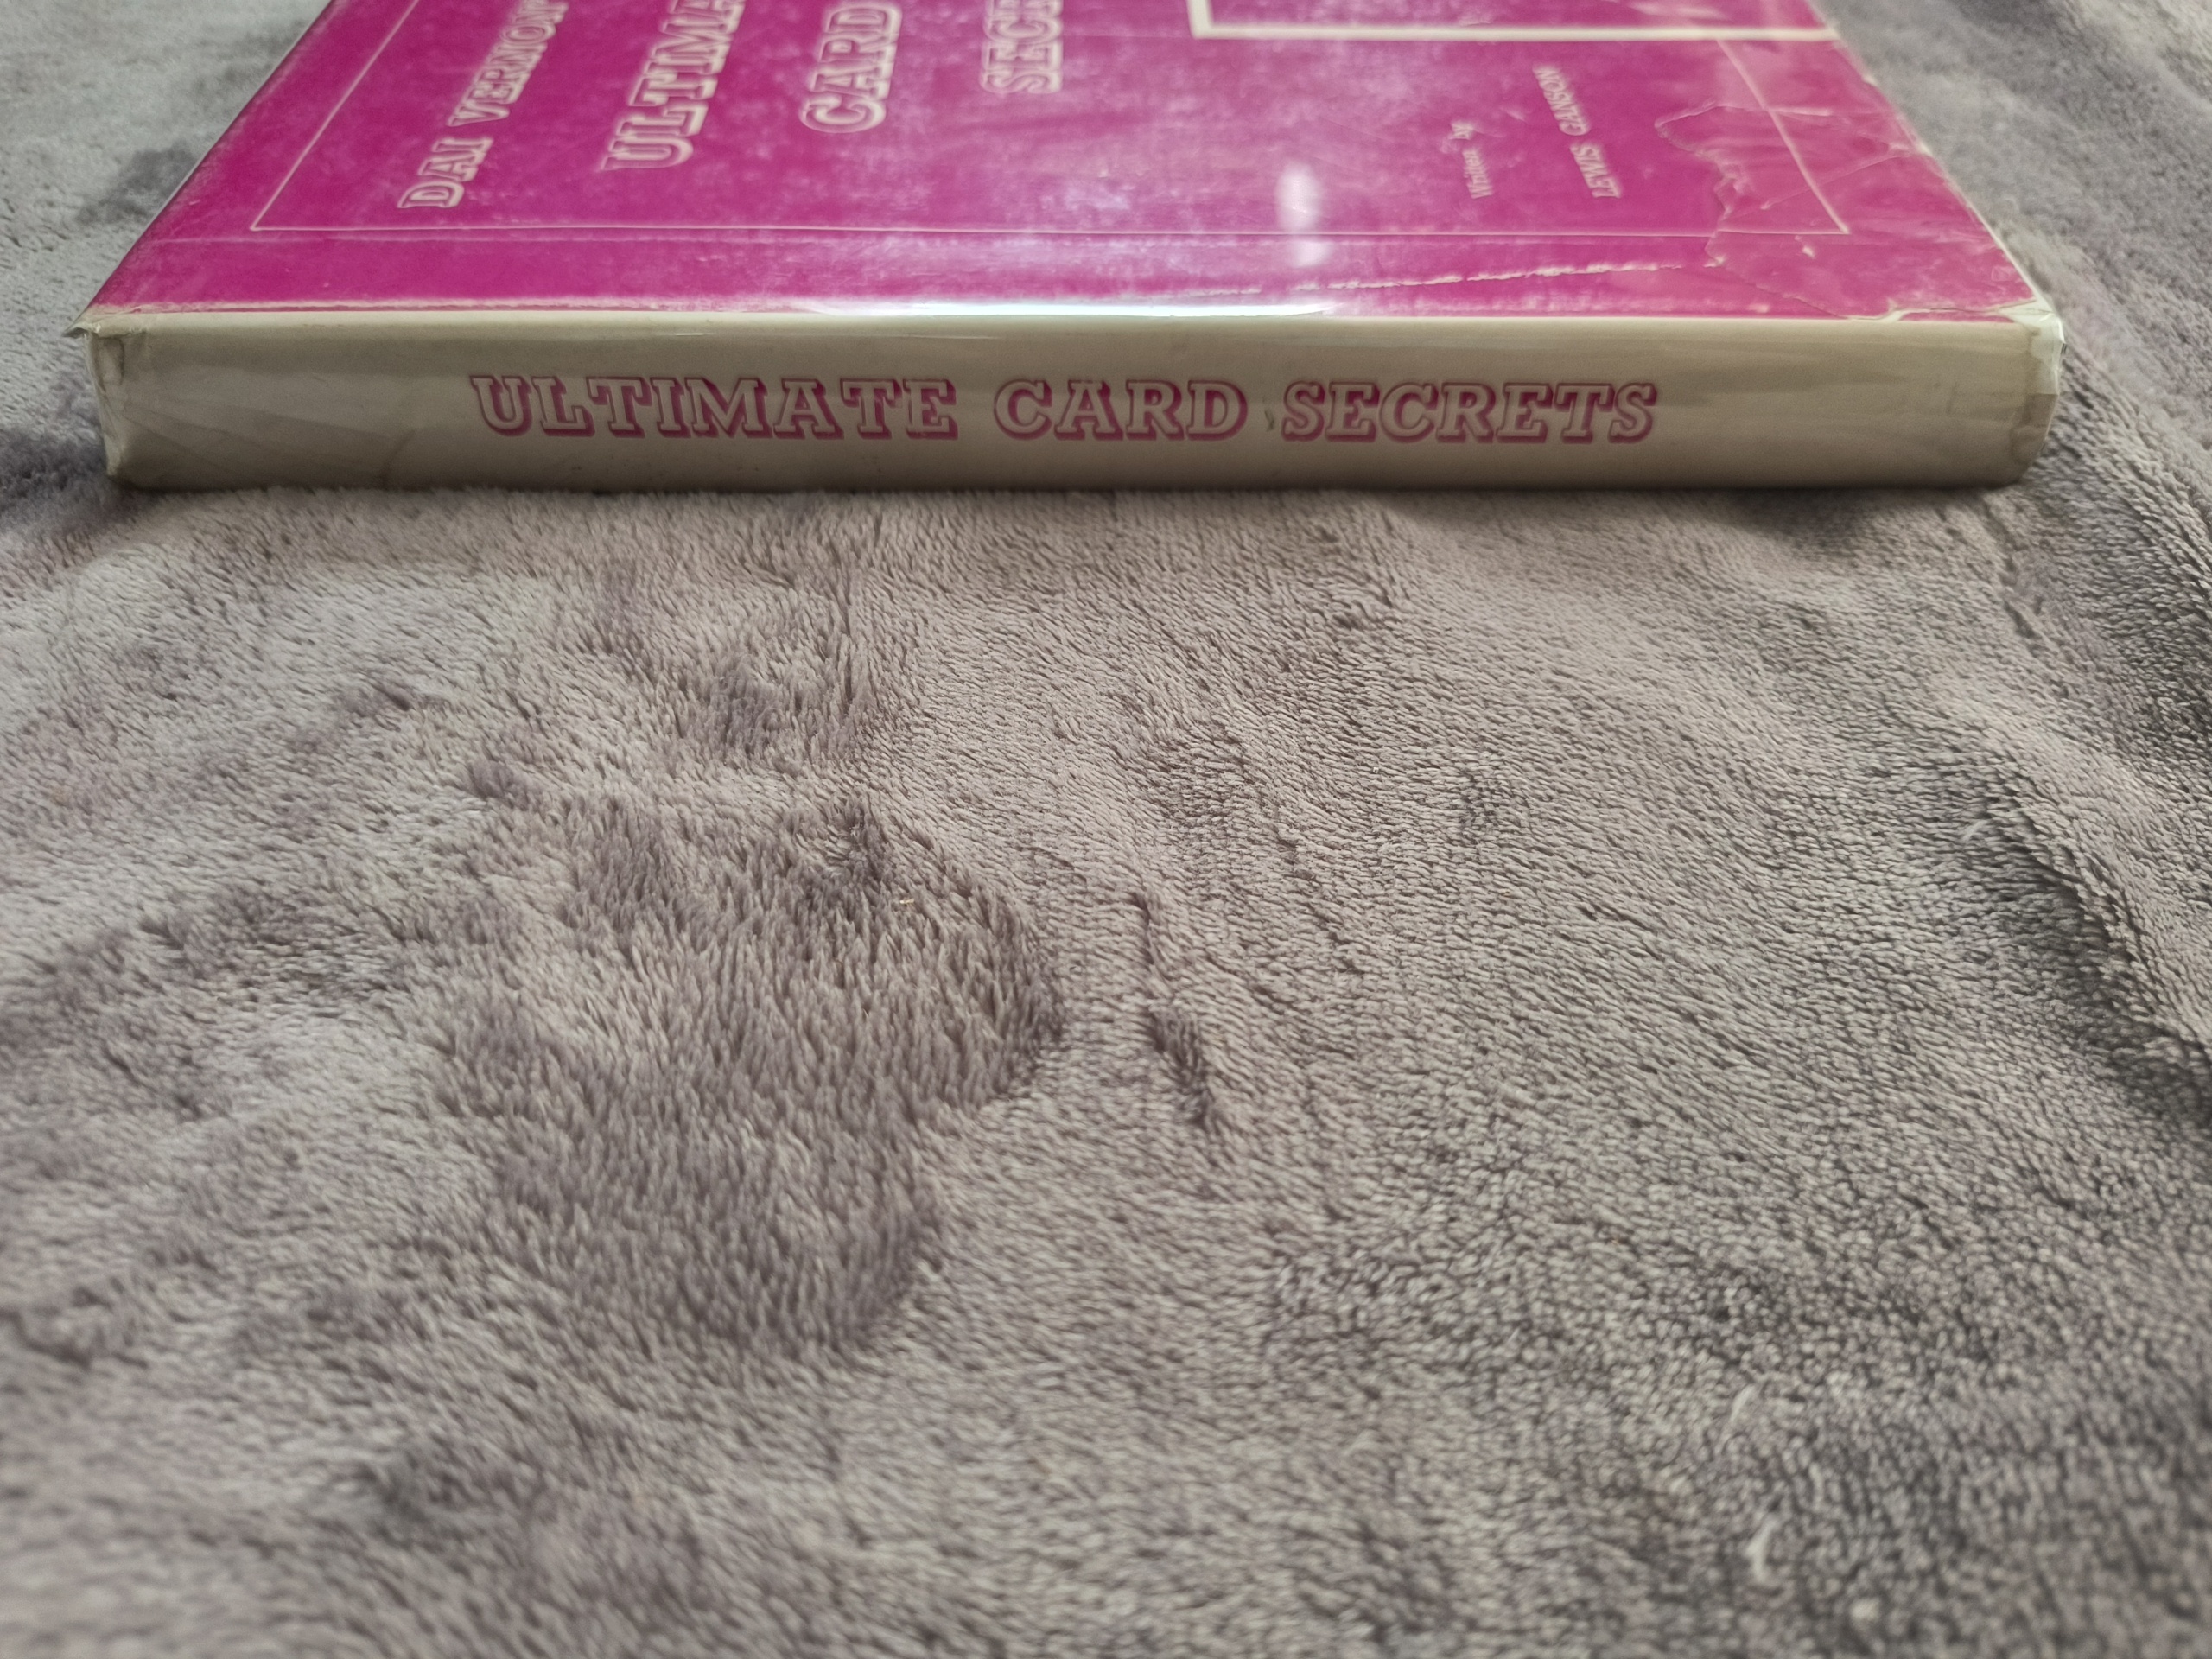 DAI VERNON'
ULTIMA
CARD
SECR
Written by
LEWIS GANSON
ULTIMATE CARD SECRETS